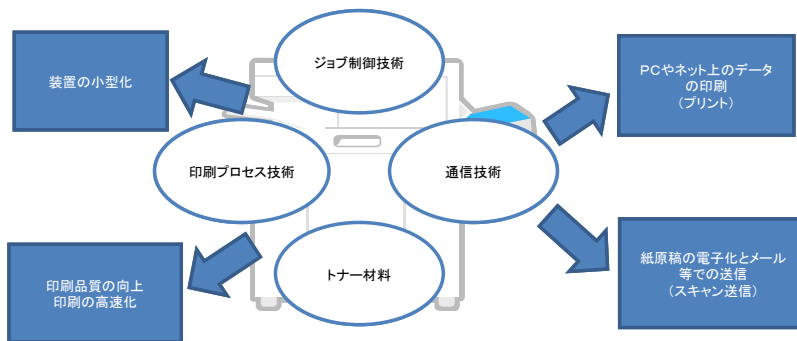 ジョブ制御技術
装置の小型化
PCやネット上のデータ
の印刷
(プリント)
印刷プロセス技術
通信技術
印刷品質の向上
印刷の高速化
トナー材料
紙原稿の電子化とメール
等での送信
(スキャン送信)